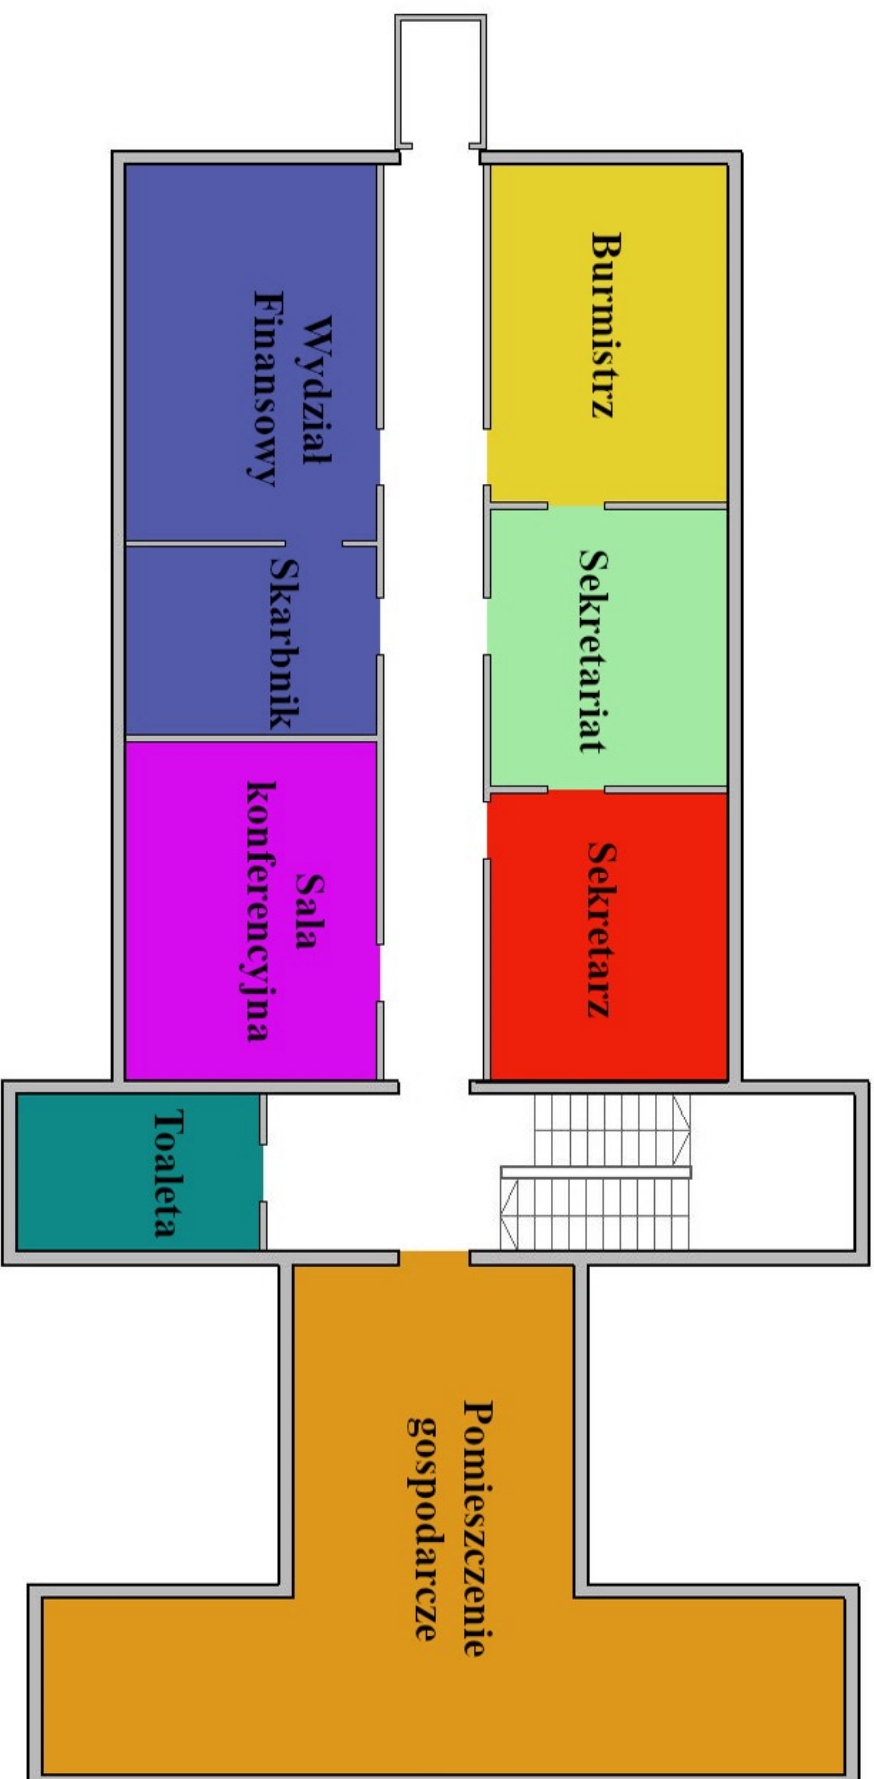 Burmistrz
Sekretariat
Sekretarz
Wydział
Finansowy
Skarbnik
Sala
konferencyjna
Toaleta
Pomieszczenie
gospodarcze